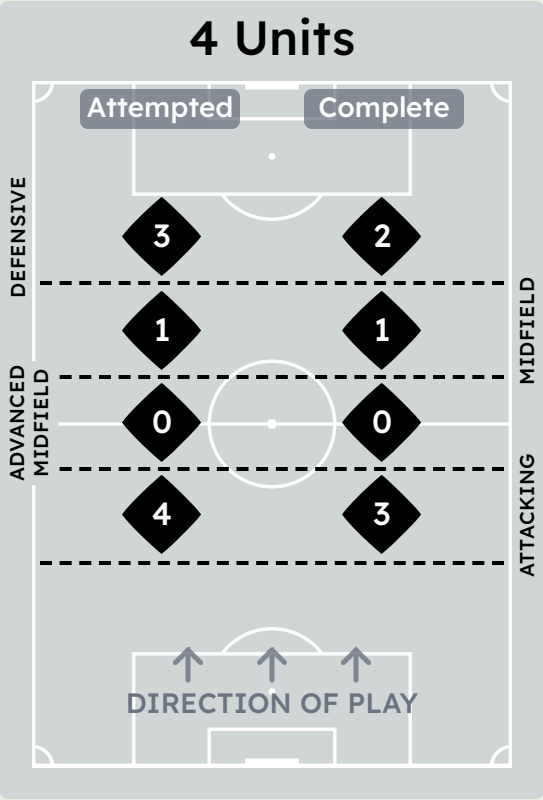 4 Units
Attempted Complete
DEFENSIVE
3 2
MIDFIELD
1 1
ADVANCED
MIDFIELD
0 0
ATTACKING
4 3
DIRECTION OF PLAY